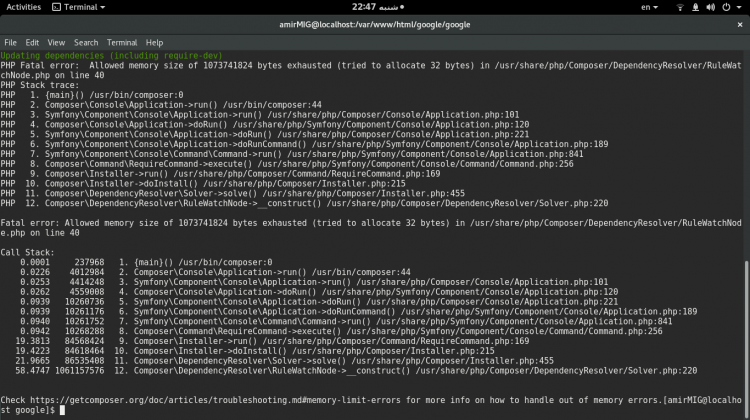 Activities Terminal ▾ 22:47 شنبه ● en ▾
amirMIG@localhost:/var/www/html/google/google ×
File Edit View Search Terminal Help
Updating dependencies (including require-dev)
PHP Fatal error:  Allowed memory size of 1073741824 bytes exhausted (tried to allocate 32 bytes) in /usr/share/php/Composer/DependencyResolver/RuleWat
chNode.php on line 40
PHP Stack trace:
PHP   1. {main}() /usr/bin/composer:0
PHP   2. Composer\Console\Application->run() /usr/bin/composer:44
PHP   3. Symfony\Component\Console\Application->run() /usr/share/php/Composer/Console/Application.php:101
PHP   4. Composer\Console\Application->doRun() /usr/share/php/Symfony/Component/Console/Application.php:120
PHP   5. Symfony\Component\Console\Application->doRun() /usr/share/php/Composer/Console/Application.php:221
PHP   6. Symfony\Component\Console\Application->doRunCommand() /usr/share/php/Symfony/Component/Console/Application.php:189
PHP   7. Symfony\Component\Console\Command\Command->run() /usr/share/php/Symfony/Component/Console/Application.php:841
PHP   8. Composer\Command\RequireCommand->execute() /usr/share/php/Symfony/Component/Console/Command/Command.php:256
PHP   9. Composer\Installer->run() /usr/share/php/Composer/Command/RequireCommand.php:169
PHP  10. Composer\Installer->doInstall() /usr/share/php/Composer/Installer.php:215
PHP  11. Composer\DependencyResolver\Solver->solve() /usr/share/php/Composer/Installer.php:455
PHP  12. Composer\DependencyResolver\RuleWatchNode->__construct() /usr/share/php/Composer/DependencyResolver/Solver.php:220
Fatal error: Allowed memory size of 1073741824 bytes exhausted (tried to allocate 32 bytes) in /usr/share/php/Composer/DependencyResolver/RuleWatchNod
e.php on line 40
Call Stack:
    0.0001     237968   1. {main}() /usr/bin/composer:0
    0.0226    4012984   2. Composer\Console\Application->run() /usr/bin/composer:44
    0.0253    4414248   3. Symfony\Component\Console\Application->run() /usr/share/php/Composer/Console/Application.php:101
    0.0262    4559008   4. Composer\Console\Application->doRun() /usr/share/php/Symfony/Component/Console/Application.php:120
    0.0939   10260736   5. Symfony\Component\Console\Application->doRun() /usr/share/php/Composer/Console/Application.php:221
    0.0939   10261176   6. Symfony\Component\Console\Application->doRunCommand() /usr/share/php/Symfony/Component/Console/Application.php:189
    0.0940   10261752   7. Symfony\Component\Console\Command\Command->run() /usr/share/php/Symfony/Component/Console/Application.php:841
    0.0942   10268288   8. Composer\Command\RequireCommand->execute() /usr/share/php/Symfony/Component/Console/Command/Command.php:256
   19.3813   84568424   9. Composer\Installer->run() /usr/share/php/Composer/Command/RequireCommand.php:169
   19.4223   84618464  10. Composer\Installer->doInstall() /usr/share/php/Composer/Installer.php:215
   21.9665   86535408  11. Composer\DependencyResolver\Solver->solve() /usr/share/php/Composer/Installer.php:455
   58.4747 1061157576  12. Composer\DependencyResolver\RuleWatchNode->__construct() /usr/share/php/Composer/DependencyResolver/Solver.php:220
Check https://getcomposer.org/doc/articles/troubleshooting.md#memory-limit-errors for more info on how to handle out of memory errors.[amirMIG@localho
st google]$